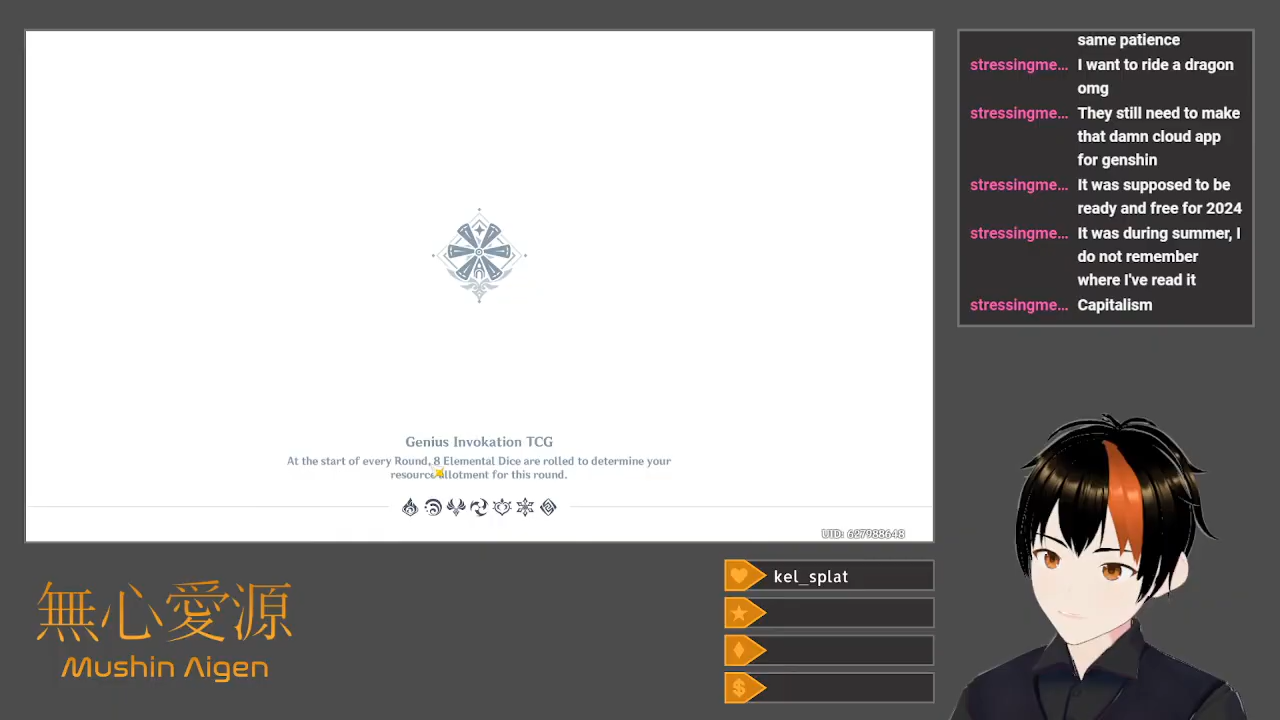 same patience
stressingme... I want to ride a dragon
omg
stressingme... They still need to make
that damn cloud app
for genshin
stressingme... It was supposed to be
ready and free for 2024
stressingme... It was during summer, I
do not remember
where I've read it
stressingme... Capitalism
Genius Invokation TCG
At the start of every Round, 8 Elemental Dice are rolled to determine your
resource allotment for this round.
UID: 627988648
kel_splat
無心愛源
Mushin Aigen